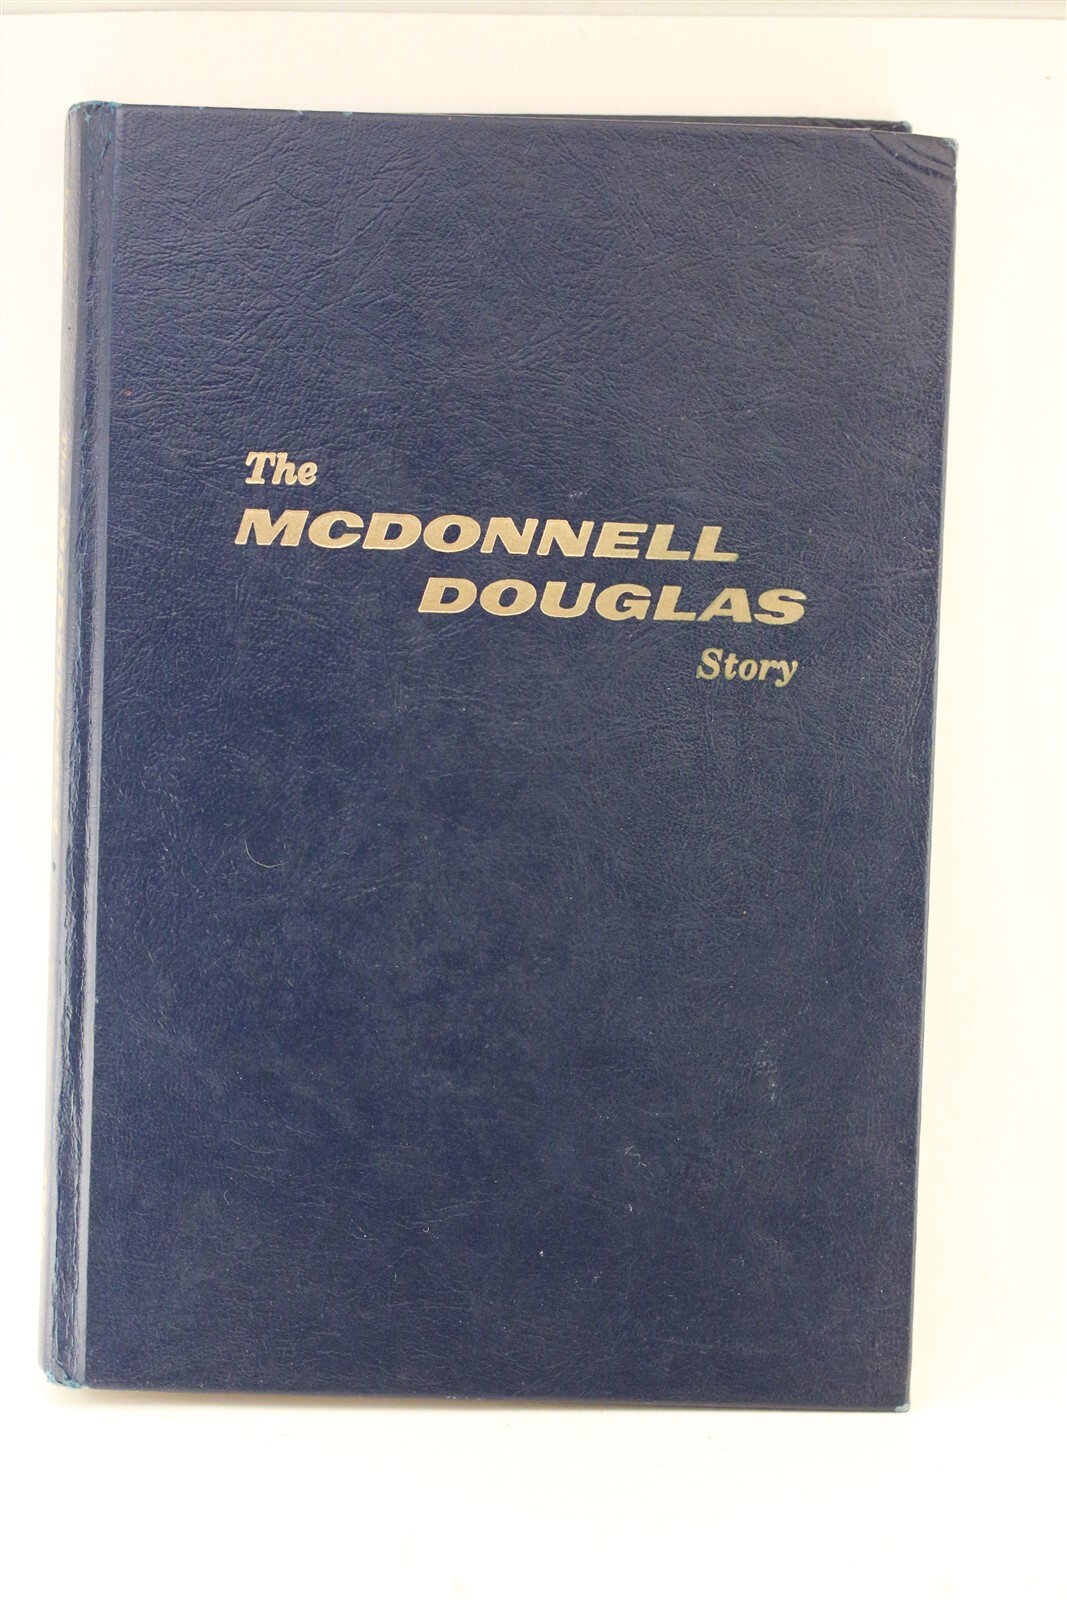 The
MCDONNELL
DOUGLAS
Story